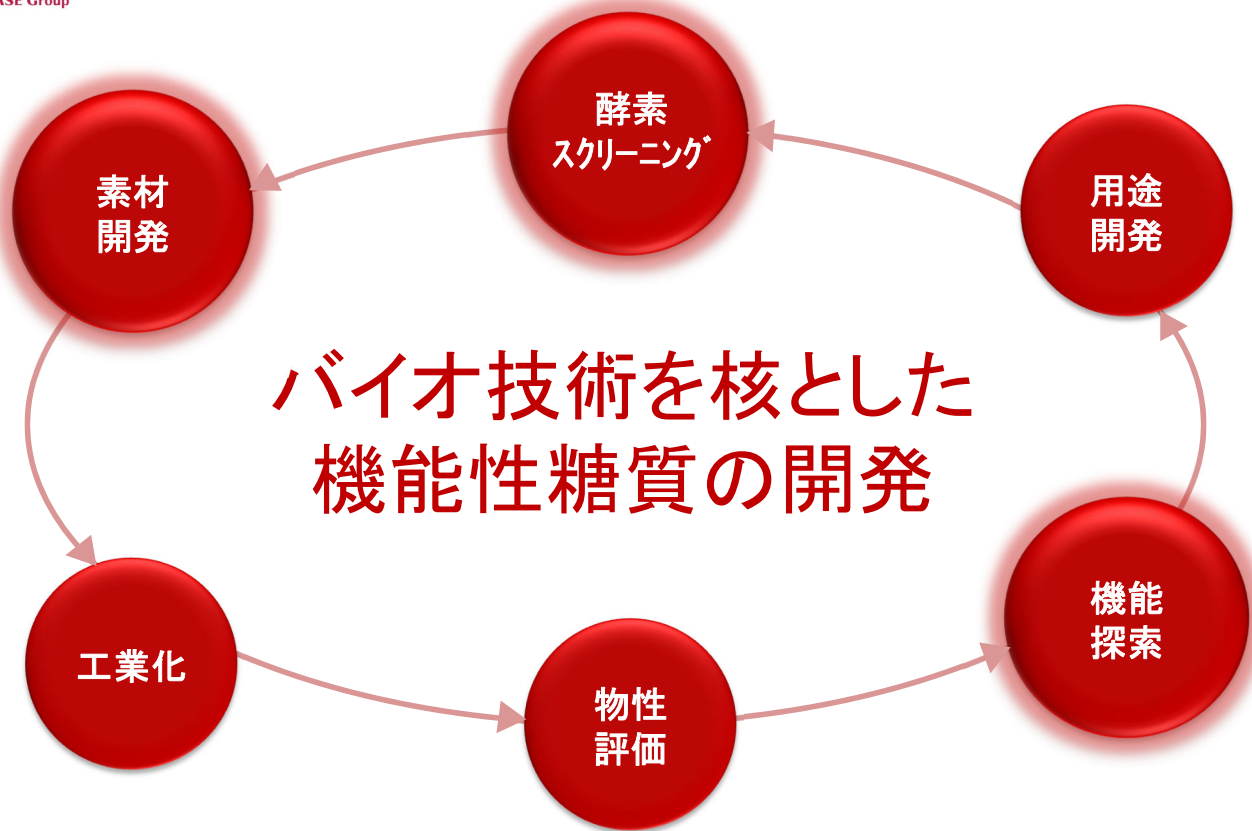 酵素
スクリーニング
素材
開発
用途
開発
バイオ技術を核とした
機能性糖質の開発
機能
探索
工業化
物性
評価
Group